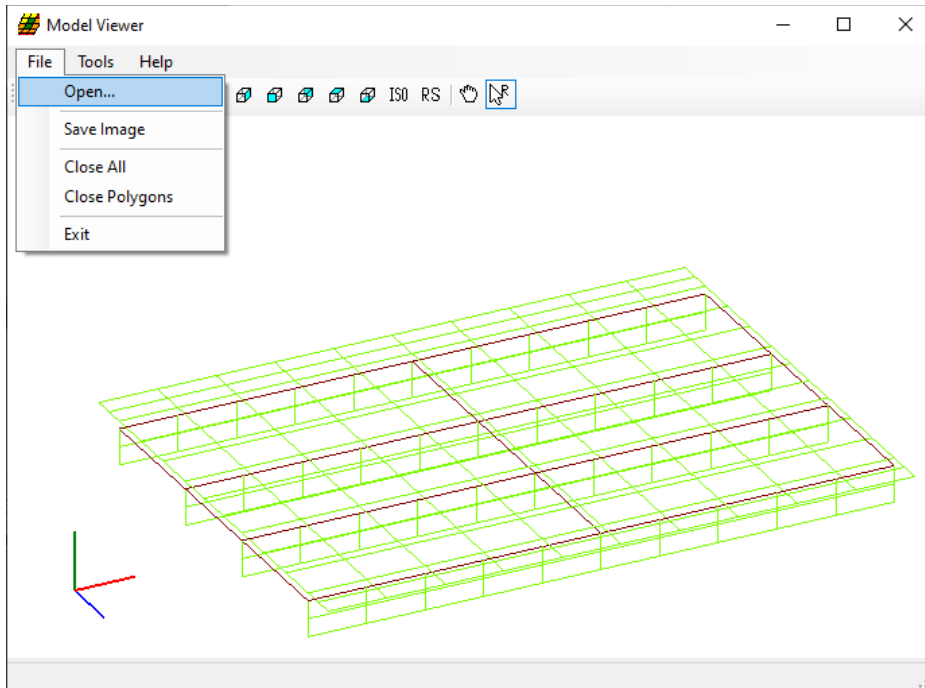 Model Viewer
File Tools Help
Open...
ISO RS R
Save Image
Close All
Close Polygons
Exit